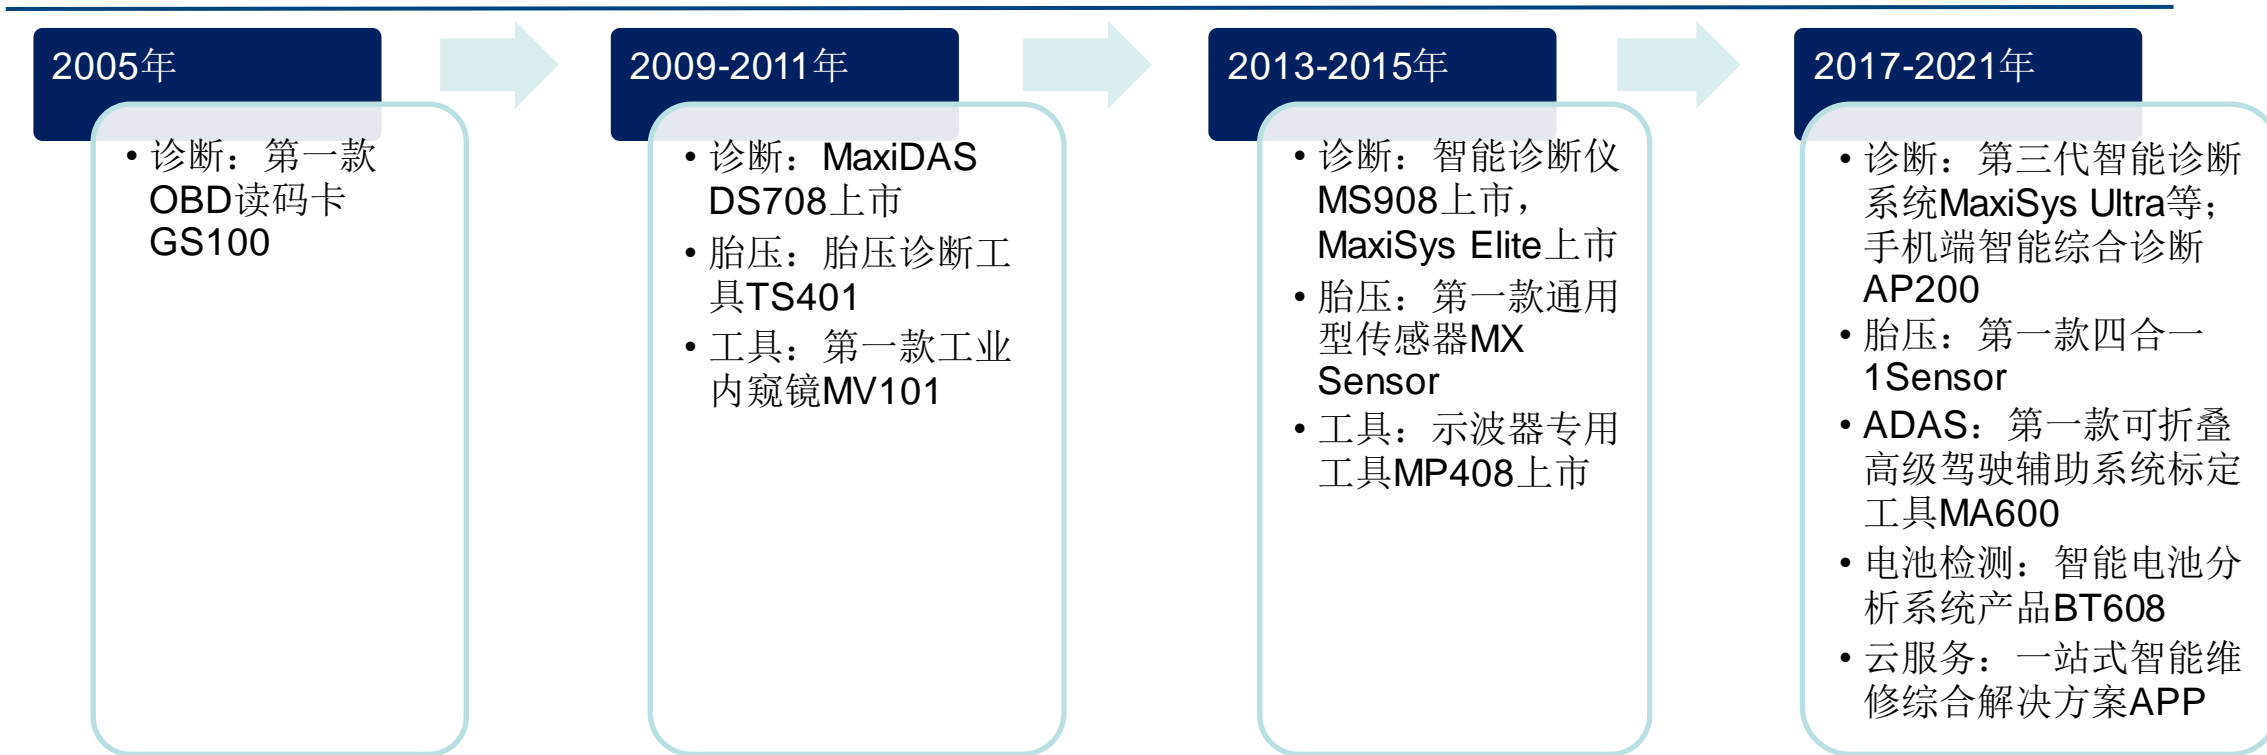 2005年
• 诊断：第一款
OBD读码卡
GS100
2009-2011年
• 诊断：MaxiDAS
DS708上市
• 胎压：胎压诊断工
具TS401
• 工具：第一款工业
内窥镜MV101
2013-2015年
• 诊断：智能诊断仪
MS908上市，
MaxiSys Elite上市
• 胎压：第一款通用
型传感器MX
Sensor
• 工具：示波器专用
工具MP408上市
2017-2021年
• 诊断：第三代智能诊断
系统MaxiSys Ultra等；
手机端智能综合诊断
AP200
• 胎压：第一款四合一
1Sensor
• ADAS：第一款可折叠
高级驾驶辅助系统标定
工具MA600
• 电池检测：智能电池分
析系统产品BT608
• 云服务：一站式智能维
修综合解决方案APP